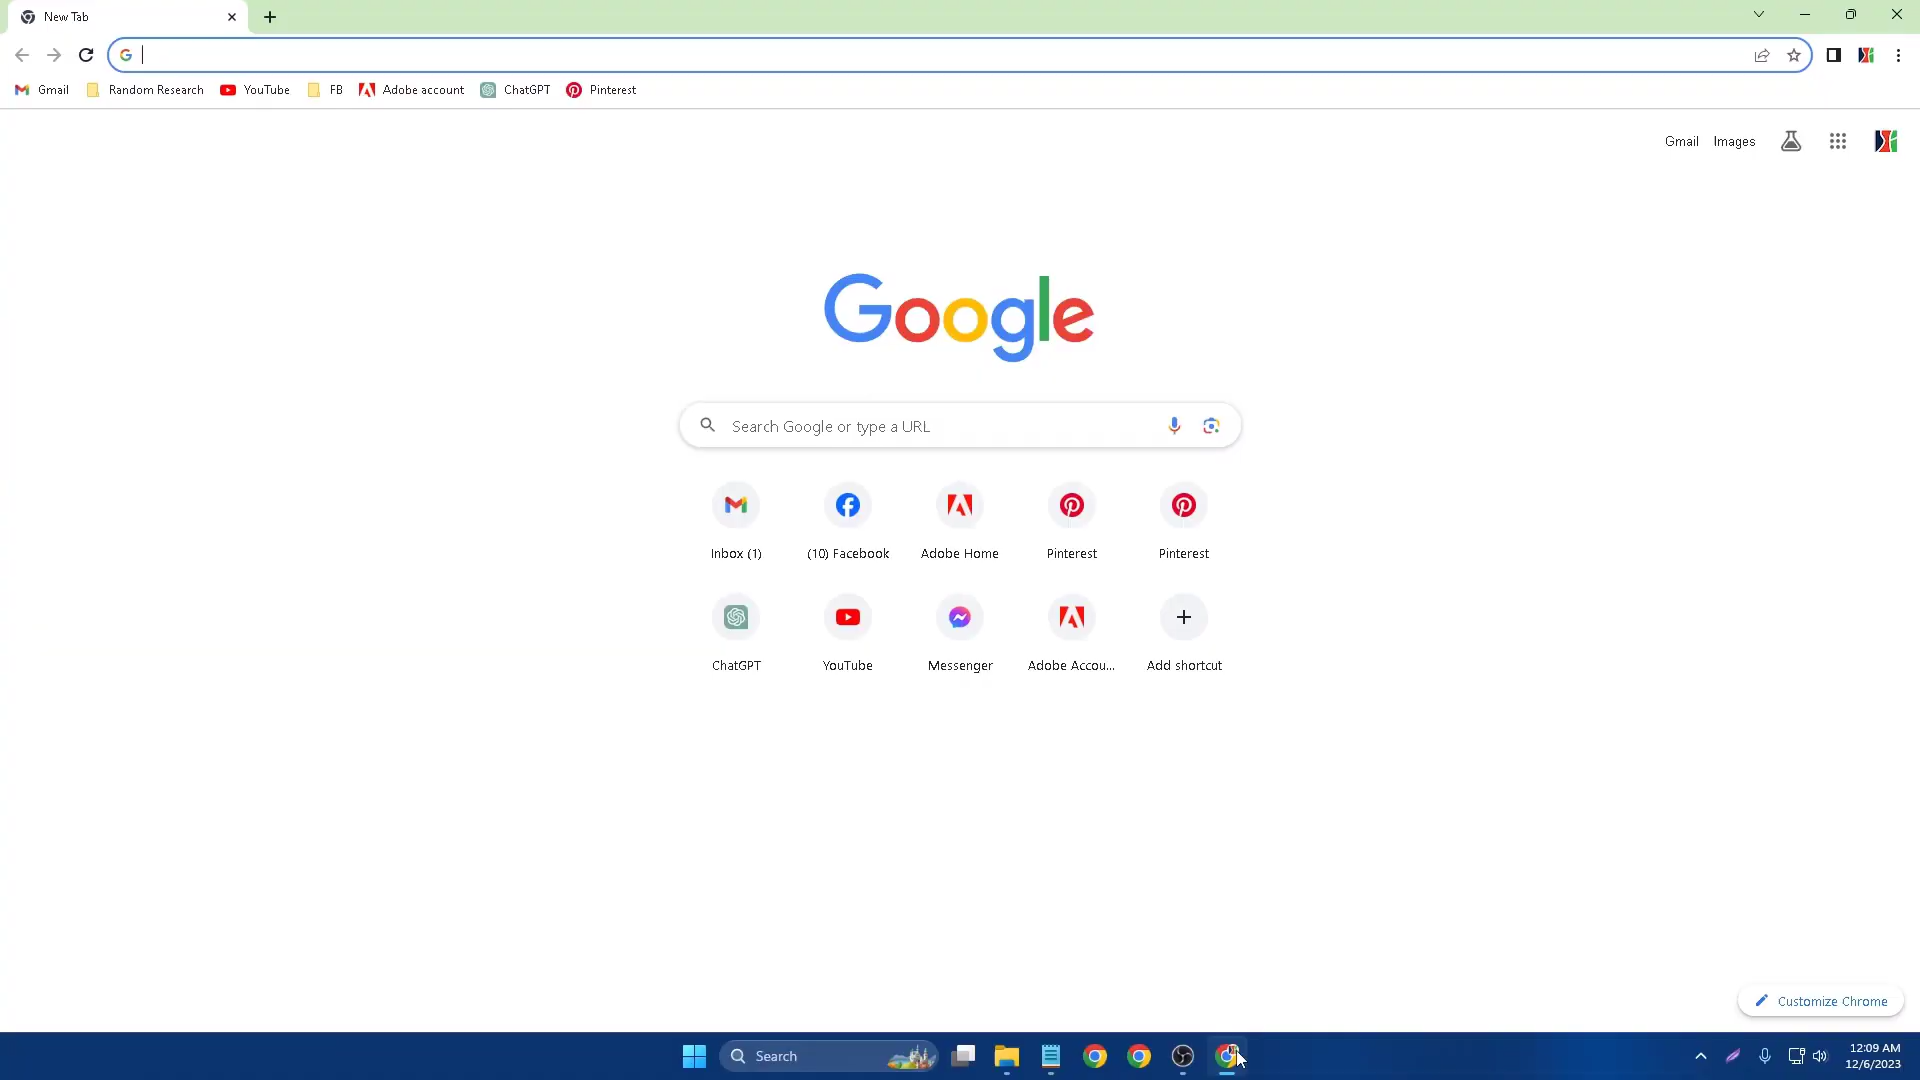 New Tab
Gmail Random Research YouTube FB Adobe account ChatGPT Pinterest
Gmail Images
Google
Search Google or type a URL
Inbox (1) (10) Facebook Adobe Home Pinterest Pinterest
ChatGPT YouTube Messenger Adobe Accou... Add shortcut
Customize Chrome
Search
12:09 AM
12/6/2023